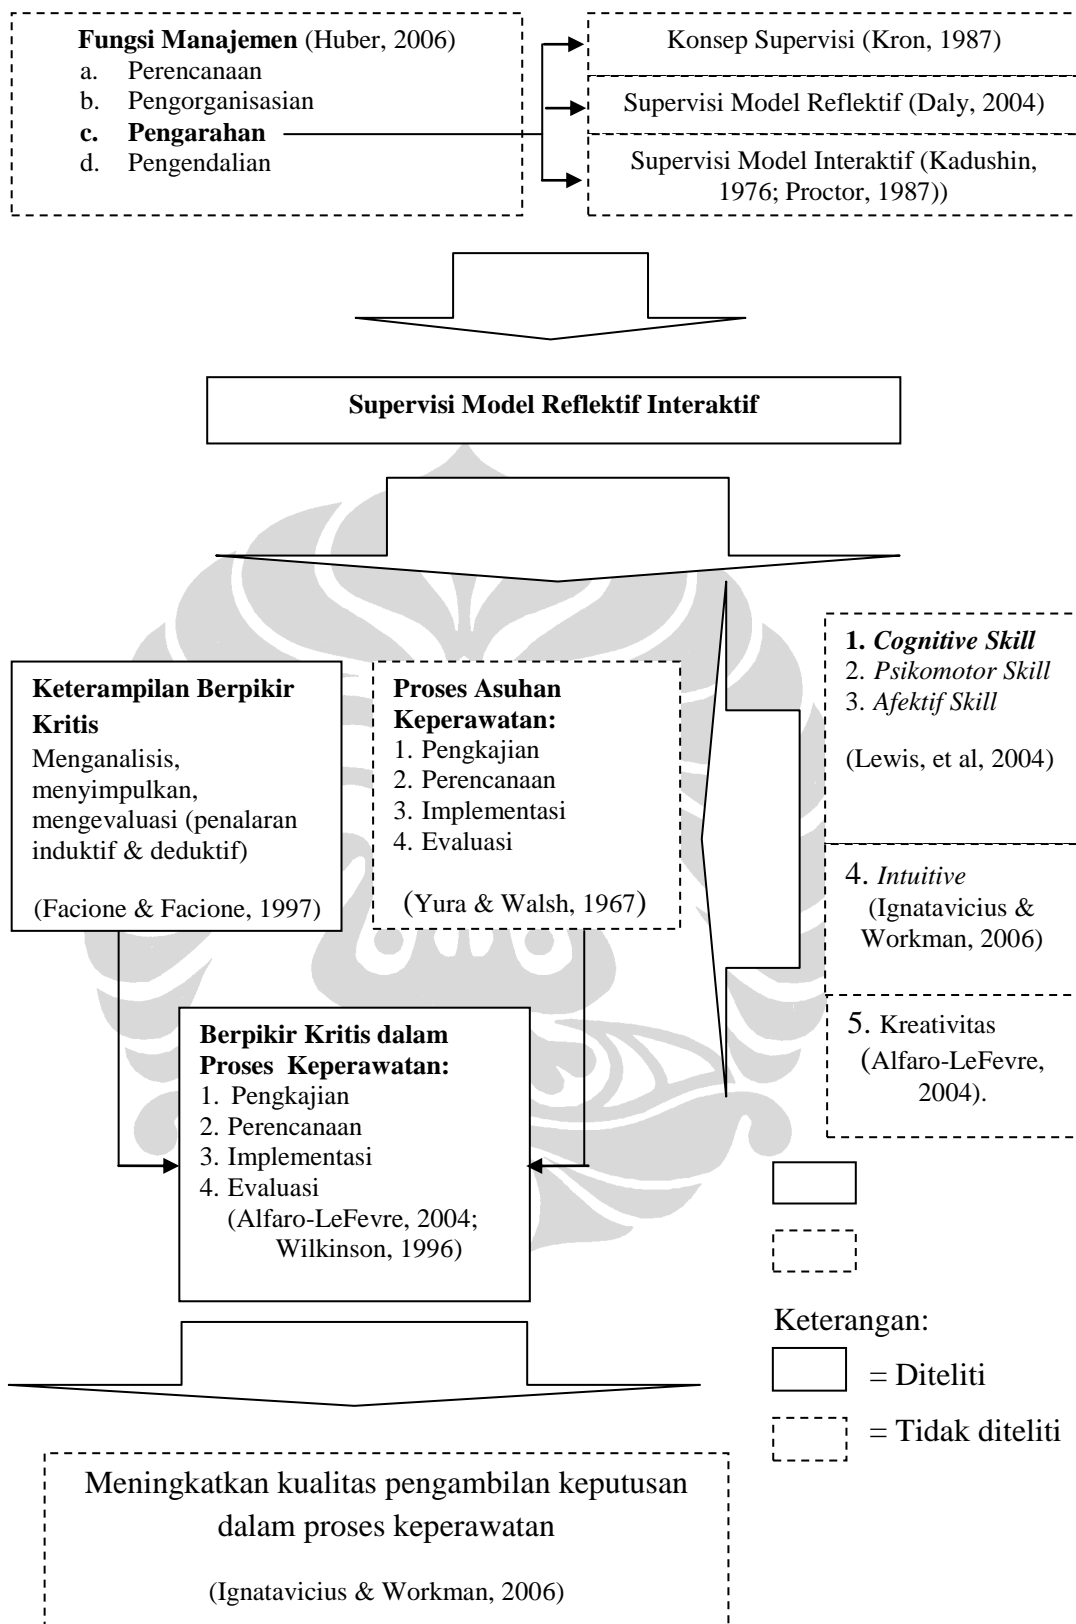 Fungsi Manajemen (Huber, 2006)
a. Perencanaan
b. Pengorganisasian
c. Pengarahan
d. Pengendalian
Konsep Supervisi (Kron, 1987)
Supervisi Model Reflektif (Daly, 2004)
Supervisi Model Interaktif (Kadushin,
1976; Proctor, 1987))
Supervisi Model Reflektif Interaktif
Keterampilan Berpikir
Kritis
Menganalisis,
menyimpulkan,
mengevaluasi (penalaran
induktif & deduktif)
(Facione & Facione, 1997)
Proses Asuhan
Keperawatan:
1. Pengkajian
2. Perencanaan
3. Implementasi
4. Evaluasi
(Yura & Walsh, 1967)
1. Cognitive Skill
2. Psikomotor Skill
3. Afektif Skill
(Lewis, et al, 2004)
4. Intuitive
(Ignatavicius &
Workman, 2006)
5. Kreativitas
(Alfaro-LeFevre,
2004).
Berpikir Kritis dalam
Proses Keperawatan:
1. Pengkajian
2. Perencanaan
3. Implementasi
4. Evaluasi
(Alfaro-LeFevre, 2004;
Wilkinson, 1996)
Keterangan:
= Diteliti
= Tidak diteliti
Meningkatkan kualitas pengambilan keputusan
dalam proses keperawatan
(Ignatavicius & Workman, 2006)